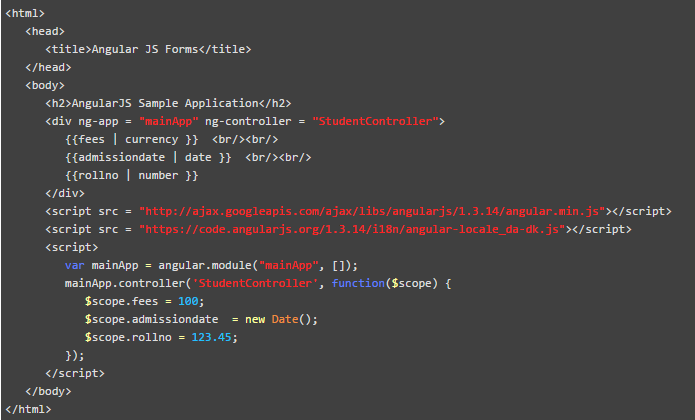 <html>
<head>
<title>Angular JS Forms</title>
</head>
<body>
<h2>AngularJS Sample Application</h2>
<div ng-app = "mainApp" ng-controller = "StudentController">
{{fees | currency }}  <br/><br/>
{{admissiondate | date }}  <br/><br/>
{{rollno | number }}
</div>
<script src = "http://ajax.googleapis.com/ajax/libs/angularjs/1.3.14/angular.min.js"></script>
<script src = "https://code.angularjs.org/1.3.14/i18n/angular-locale_da-dk.js"></script>
<script>
var mainApp = angular.module("mainApp", []);
mainApp.controller('StudentController', function($scope) {
$scope.fees = 100;
$scope.admissiondate  = new Date();
$scope.rollno = 123.45;
});
</script>
</body>
</html>